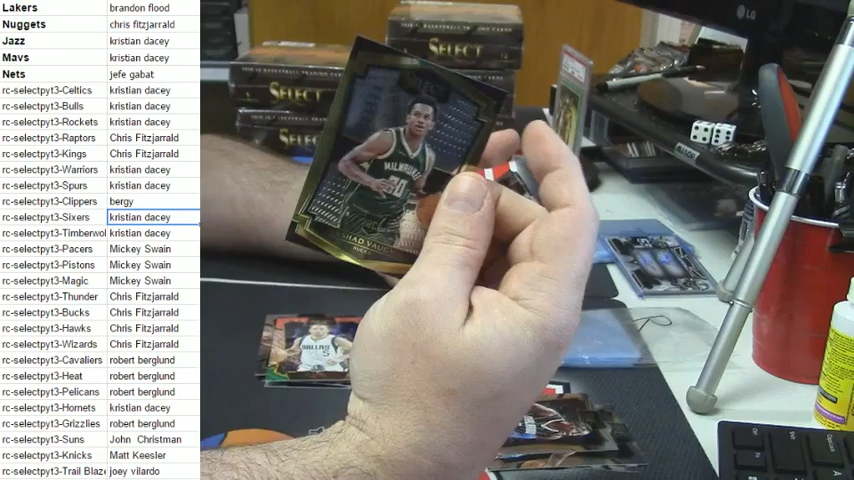 Lakers brandon flood
Nuggets chris fitzjarrald
Jazz kristian dacey
Mavs kristian dacey
Nets jefe gabat
rc-selectpyt3-Celtics kristian dacey
rc-selectpyt3-Bulls kristian dacey
rc-selectpyt3-Rockets kristian dacey
rc-selectpyt3-Raptors Chris Fitzjarrald
rc-selectpyt3-Kings Chris Fitzjarrald
rc-selectpyt3-Warriors kristian dacey
rc-selectpyt3-Spurs kristian dacey
rc-selectpyt3-Clippers bergy
rc-selectpyt3-Sixers kristian dacey
rc-selectpyt3-Timberwol kristian dacey
rc-selectpyt3-Pacers Mickey Swain
rc-selectpyt3-Pistons Mickey Swain
rc-selectpyt3-Magic Mickey Swain
rc-selectpyt3-Thunder Chris Fitzjarrald
rc-selectpyt3-Bucks Chris Fitzjarrald
rc-selectpyt3-Hawks Chris Fitzjarrald
rc-selectpyt3-Wizards Chris Fitzjarrald
rc-selectpyt3-Cavaliers robert berglund
rc-selectpyt3-Heat robert berglund
rc-selectpyt3-Pelicans robert berglund
rc-selectpyt3-Hornets kristian dacey
rc-selectpyt3-Grizzlies robert berglund
rc-selectpyt3-Suns John Christman
rc-selectpyt3-Knicks Matt Keesler
rc-selectpyt3-Trail Blaze joey vilardo
SELECT
SELECT
SELECT
LG
MILWAUKEE
20
DALLAS
5